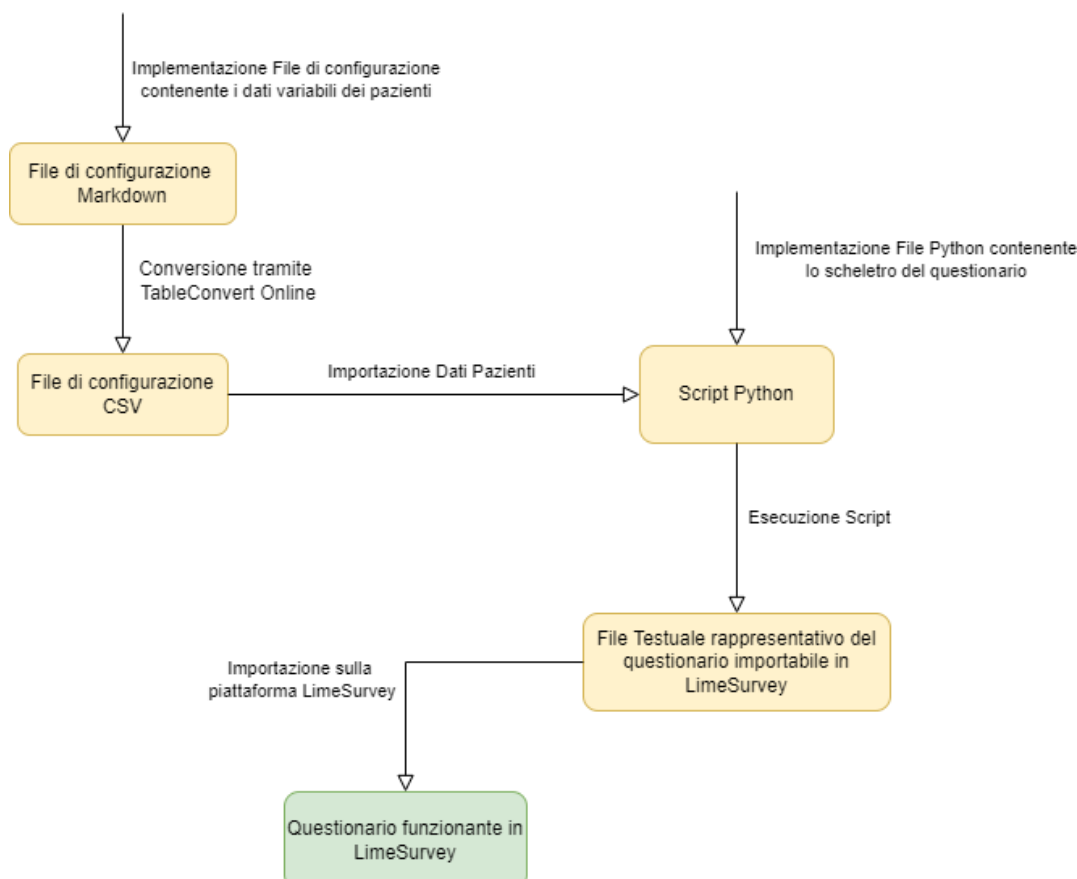 Implementazione File di configurazione
contenente i dati variabili dei pazienti
File di configurazione
Markdown
Implementazione File Python contenente
lo scheletro del questionario
Conversione tramite
TableConvert Online
File di configurazione
CSV
Importazione Dati Pazienti
Script Python
Esecuzione Script
File Testuale rappresentativo del
questionario importabile in
LimeSurvey
Importazione sulla
piattaforma LimeSurvey
Questionario funzionante in
LimeSurvey